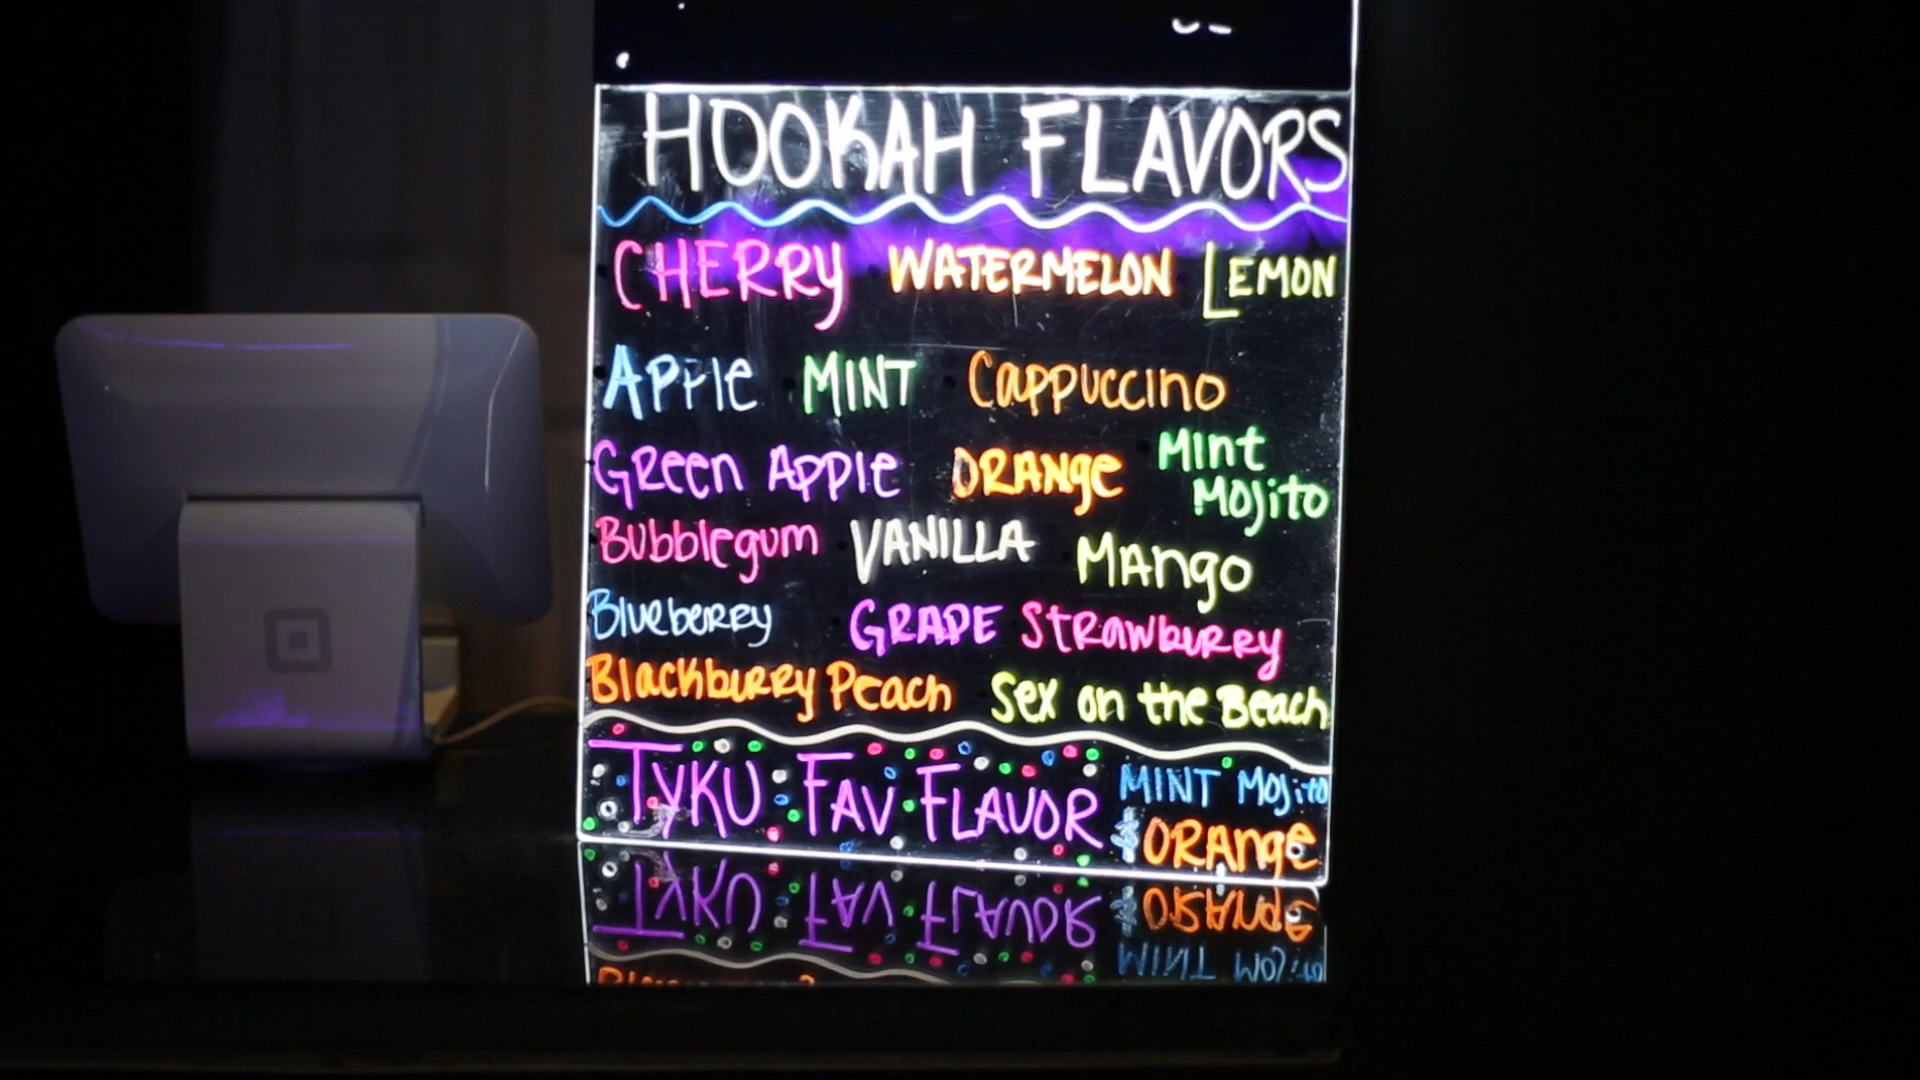 HOOKAH FLAVORS
CHERRY WATERMELON LEMON
APPlE MINT CAppuccino
GReen APPlE ORANge MInt
MOJito
Bubblegum VANILLA MAngo
BlueberRy GRAPE StRAwbuRRy
BlackbuRRy Peach Sex on the Beach
TYKU FAV FLAVOR MINT MOJito
& ORANge